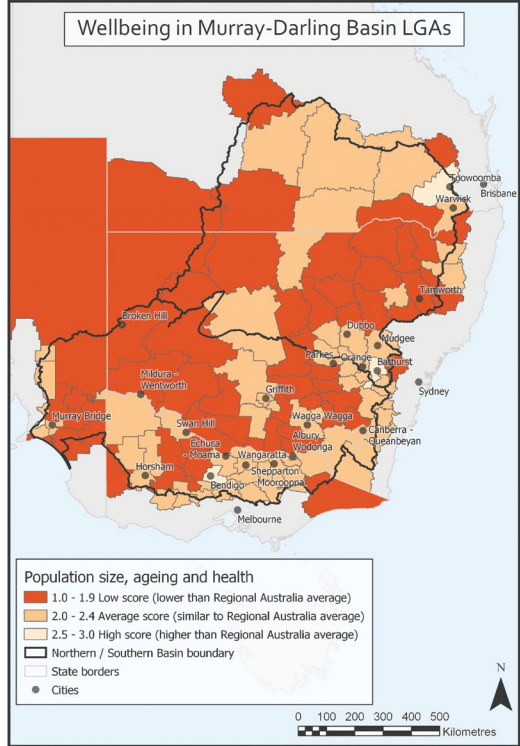 Wellbeing in Murray-Darling Basin LGAs
Toowoomba
Brisbane
Warwick
Tamworth
Broken Hill
Dubbo
Mudgee
Parkes
Orange
Bathurst
Mildura -
Wentworth
Griffith
Sydney
Murray Bridge
Swan Hill
Wagga Wagga
Canberra -
Queanbeyan
Echuca
- Moama
Albury -
Wodonga
Wangaratta
Horsham
Shepparton
Mooroopna
Bendigo
Melbourne
Population size, ageing and health
1.0 - 1.9 Low score (lower than Regional Australia average)
2.0 - 2.4 Average score (similar to Regional Australia average)
2.5 - 3.0 High score (higher than Regional Australia average)
Northern / Southern Basin boundary
State borders
Cities
N
0 100 200 300 400 500
Kilometres